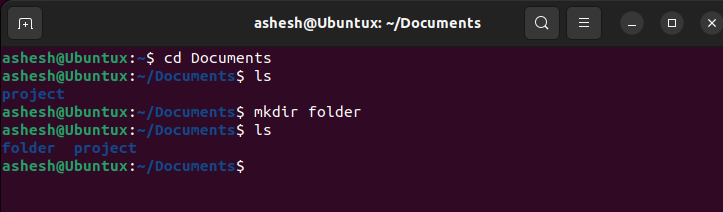 ashesh@Ubuntux: ~/Documents
ashesh@Ubuntux:~$ cd Documents
ashesh@Ubuntux:~/Documents$ ls
project
ashesh@Ubuntux:~/Documents$ mkdir folder
ashesh@Ubuntux:~/Documents$ ls
folder  project
ashesh@Ubuntux:~/Documents$